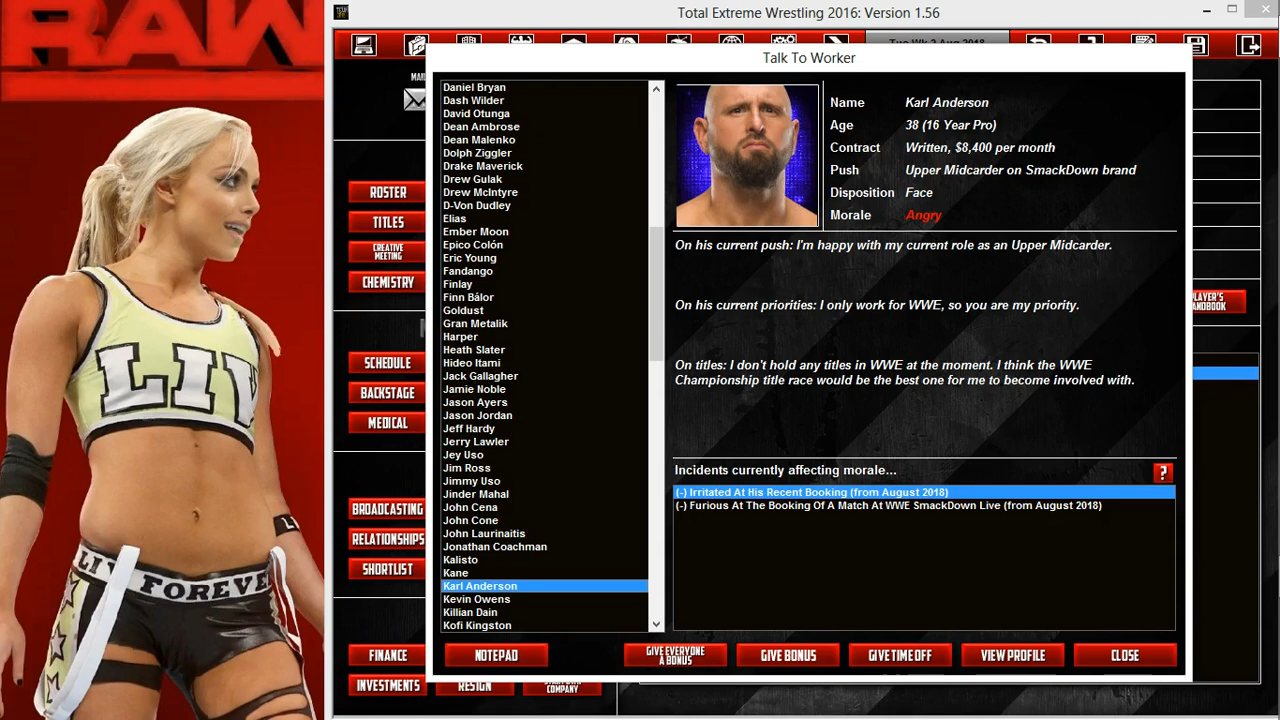 RAW
LIV
LIV FOREVER
Total Extreme Wrestling 2016: Version 1.56
Tue Wk 2 Aug 2018
Talk To Worker
MAIL
ROSTER
TITLES
CREATIVE
MEETING
CHEMISTRY
SCHEDULE
BACKSTAGE
MEDICAL
BROADCASTING
RELATIONSHIPS
SHORTLIST
FINANCE
INVESTMENTS
RESIGN
COMPANY
PLAYER'S
HANDBOOK
Daniel Bryan
Dash Wilder
David Otunga
Dean Ambrose
Dean Malenko
Dolph Ziggler
Drake Maverick
Drew Gulak
Drew McIntyre
D-Von Dudley
Elias
Ember Moon
Epico Colón
Eric Young
Fandango
Finlay
Finn Bálor
Goldust
Gran Metalik
Harper
Heath Slater
Hideo Itami
Jack Gallagher
Jamie Noble
Jason Ayers
Jason Jordan
Jeff Hardy
Jerry Lawler
Jey Uso
Jim Ross
Jimmy Uso
Jinder Mahal
John Cena
John Cone
John Laurinaitis
Jonathan Coachman
Kalisto
Kane
Karl Anderson
Kevin Owens
Killian Dain
Kofi Kingston
Name Karl Anderson
Age 38 (16 Year Pro)
Contract Written, $8,400 per month
Push Upper Midcarder on SmackDown brand
Disposition Face
Morale Angry
On his current push: I'm happy with my current role as an Upper Midcarder.
On his current priorities: I only work for WWE, so you are my priority.
On titles: I don't hold any titles in WWE at the moment. I think the WWE
Championship title race would be the best one for me to become involved with.
Incidents currently affecting morale...
?
(-) Irritated At His Recent Booking (from August 2018)
(-) Furious At The Booking Of A Match At WWE SmackDown Live (from August 2018)
NOTEPAD
GIVE EVERYONE
A BONUS
GIVE BONUS
GIVE TIME OFF
VIEW PROFILE
CLOSE